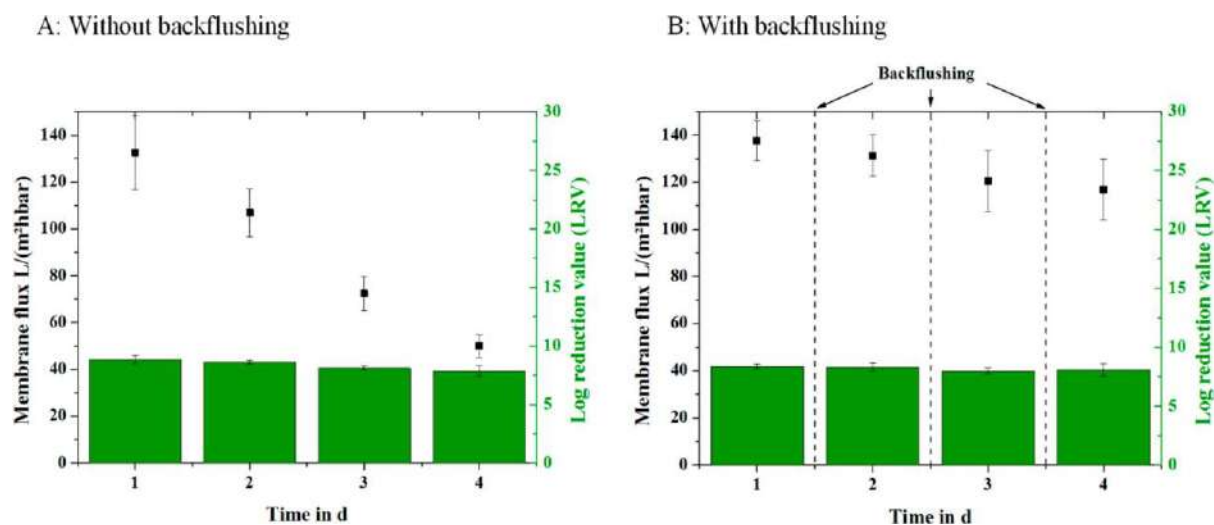 A: Without backflushing
Membrane flux L/(m²hbar)
140
120
100
80
60
40
20
0
30
25
20
15
10
5
0
Log reduction value (LRV)
1 2 3 4
Time in d
B: With backflushing
Backflushing
Membrane flux L/(m²hbar)
140
120
100
80
60
40
20
0
30
25
20
15
10
5
0
Log reduction value (LRV)
1 2 3 4
Time in d